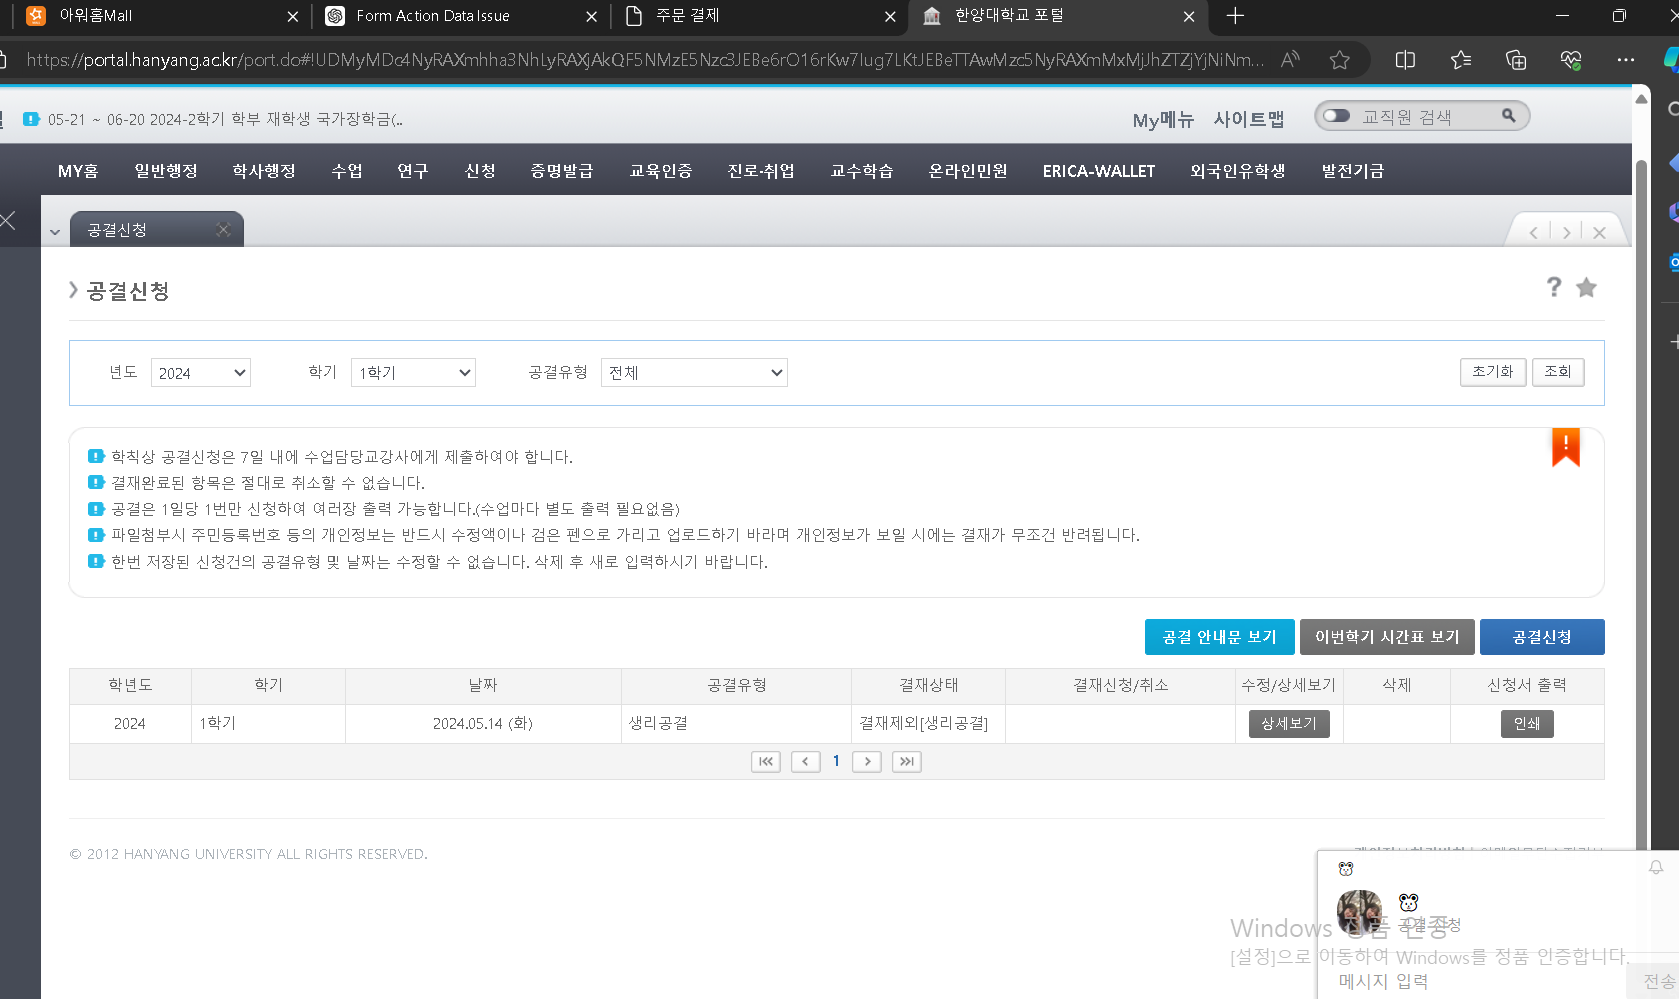 아워홈Mall
Form Action Data Issue
주문 결제
한양대학교 포털
https://portal.hanyang.ac.kr/port.do#!UDMyMDc4NyRAXmhha3NhLyRAXjAkQF5NMzE5Nzc3JEBe6rO16rKw7Iug7LKtJEBeTTAwMzc5NyRAXmMxMjJhZTZjYjNiNm...
05-21 ~ 06-20 2024-2학기 학부 재학생 국가장학금(..
My메뉴 사이트맵 교직원 검색
MY홈 일반행정 학사행정 수업 연구 신청 증명발급 교육인증 진로·취업 교수학습 온라인민원 ERICA-WALLET 외국인유학생 발전기금
공결신청
공결신청
년도 2024 학기 1학기 공결유형 전체 초기화 조회
학칙상 공결신청은 7일 내에 수업담당교강사에게 제출하여야 합니다.
결재완료된 항목은 절대로 취소할 수 없습니다.
공결은 1일당 1번만 신청하여 여러장 출력 가능합니다.(수업마다 별도 출력 필요없음)
파일첨부시 주민등록번호 등의 개인정보는 반드시 수정액이나 검은 펜으로 가리고 업로드하기 바라며 개인정보가 보일 시에는 결재가 무조건 반려됩니다.
한번 저장된 신청건의 공결유형 및 날짜는 수정할 수 없습니다. 삭제 후 새로 입력하시기 바랍니다.
공결 안내문 보기 이번학기 시간표 보기 공결신청
학년도 학기 날짜 공결유형 결재상태 결재신청/취소 수정/상세보기 삭제 신청서 출력
2024 1학기 2024.05.14 (화) 생리공결 결재제외[생리공결] 상세보기 인쇄
1
© 2012 HANYANG UNIVERSITY ALL RIGHTS RESERVED.
Windows 정품 인증
공결 신청
[설정]으로 이동하여 Windows를 정품 인증합니다.
메시지 입력
전송